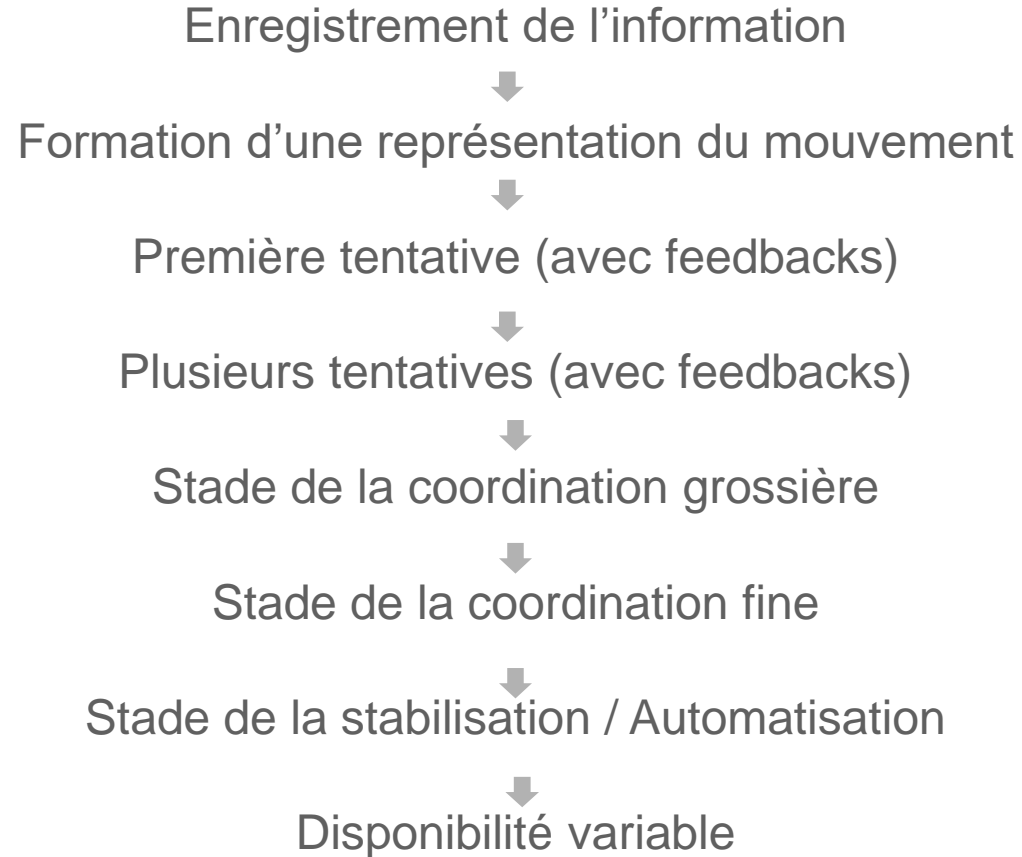 Enregistrement de l’information
Formation d’une représentation du mouvement
Première tentative (avec feedbacks)
Plusieurs tentatives (avec feedbacks)
Stade de la coordination grossière
Stade de la coordination fine
Stade de la stabilisation / Automatisation
Disponibilité variable